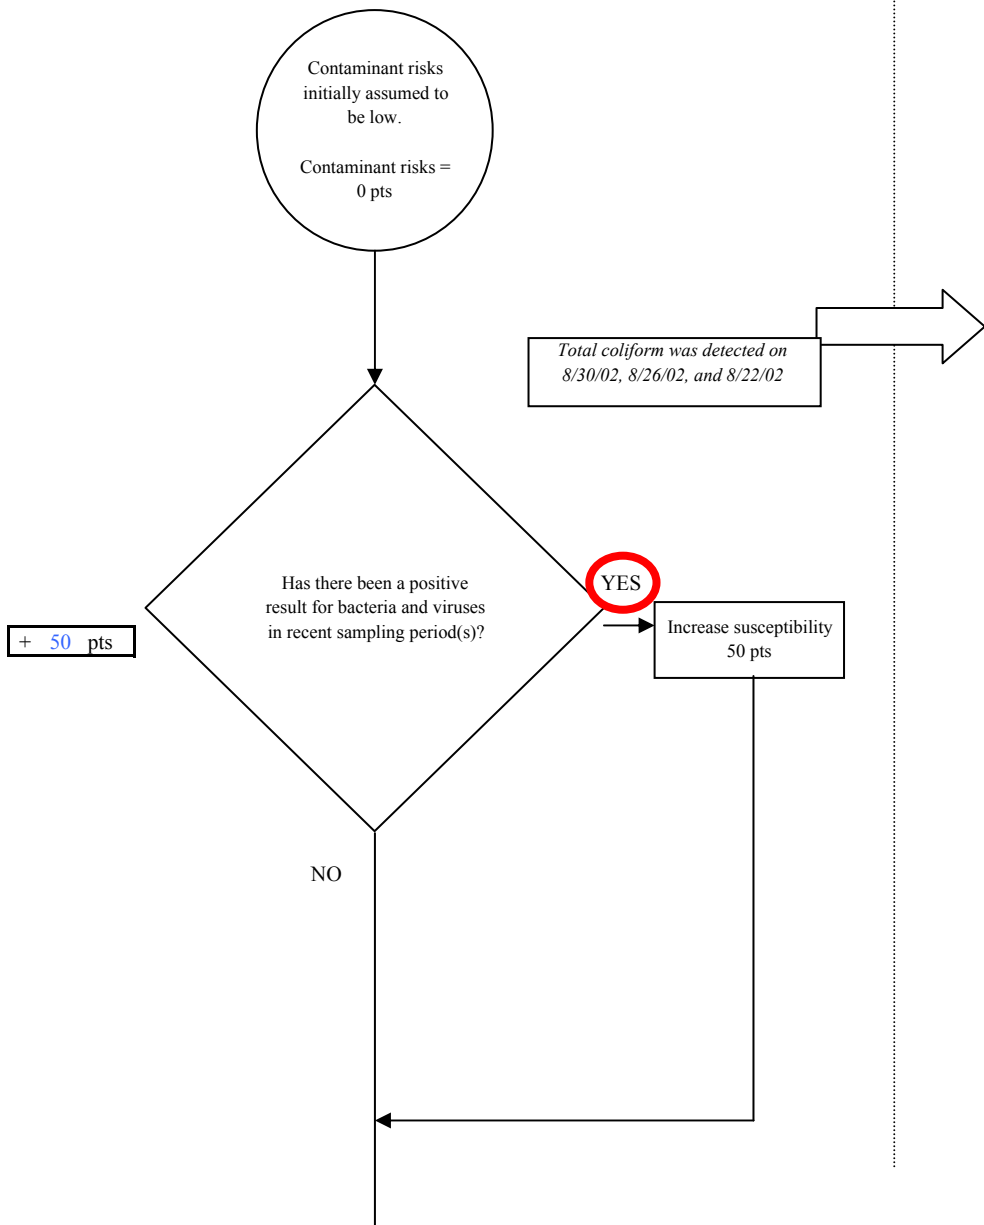 Contaminant risks
initially assumed to
be low.
Contaminant risks =
0 pts
Total coliform was detected on
8/30/02, 8/26/02, and 8/22/02
Has there been a positive
result for bacteria and viruses
in recent sampling period(s)?
YES
Increase susceptibility
50 pts
+ 50 pts
NO